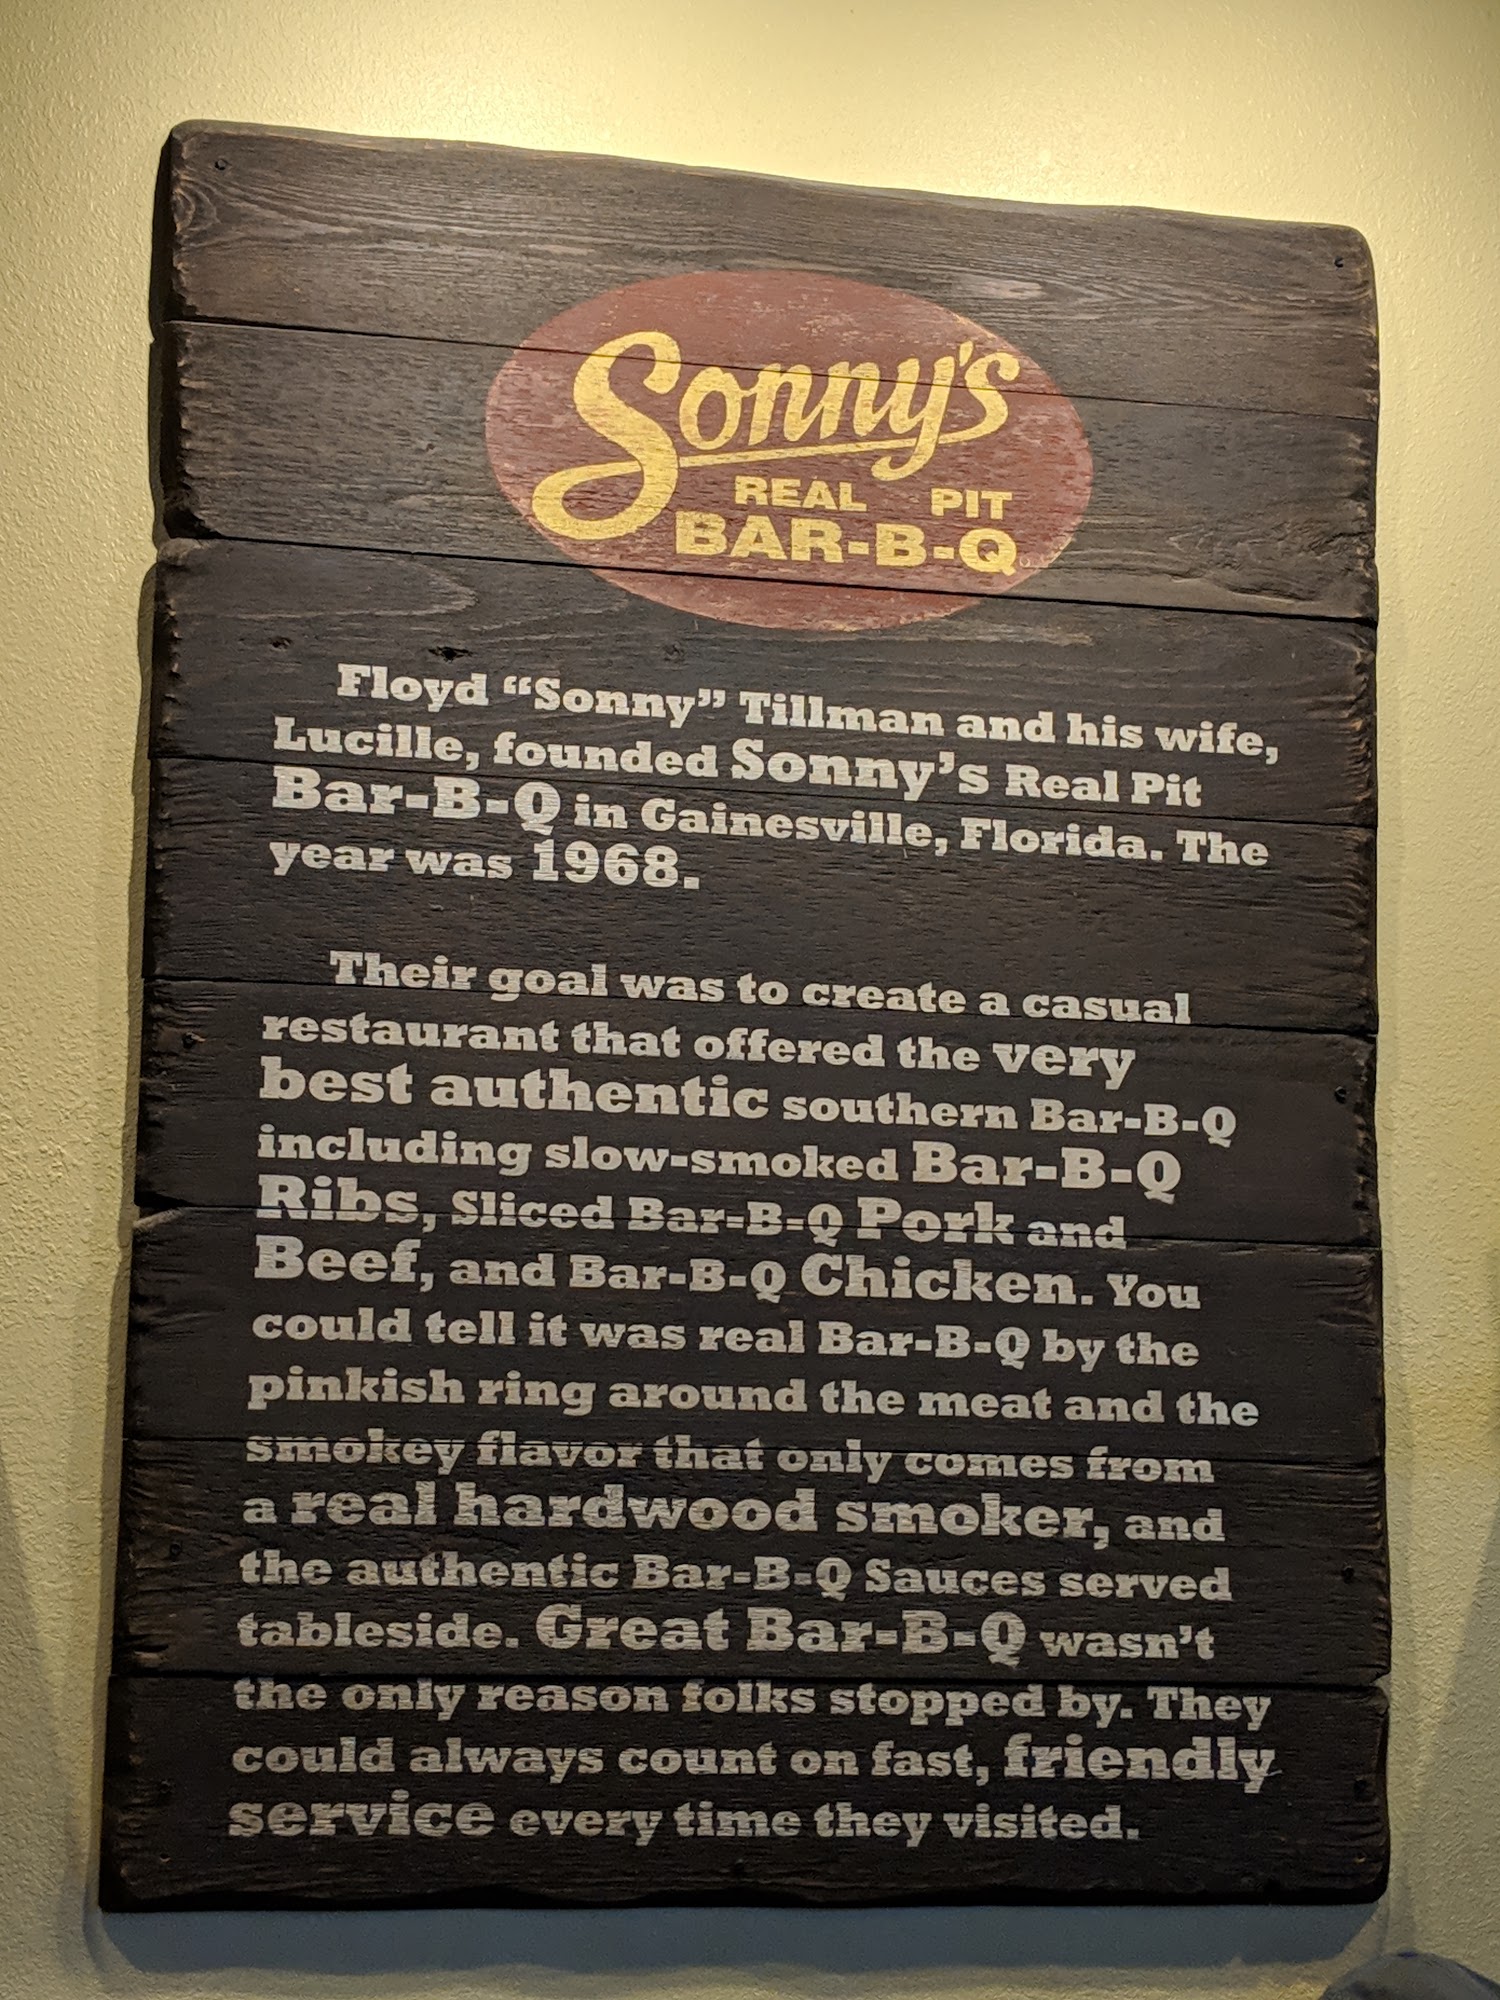 Sonny's
REAL PIT
BAR-B-Q
Floyd “Sonny” Tillman and his wife,
Lucille, founded Sonny’s Real Pit
Bar-B-Q in Gainesville, Florida. The
year was 1968.
Their goal was to create a casual
restaurant that offered the very
best authentic southern Bar-B-Q
including slow-smoked Bar-B-Q
Ribs, Sliced Bar-B-Q Pork and
Beef, and Bar-B-Q Chicken. You
could tell it was real Bar-B-Q by the
pinkish ring around the meat and the
smokey flavor that only comes from
a real hardwood smoker, and
the authentic Bar-B-Q Sauces served
tableside. Great Bar-B-Q wasn’t
the only reason folks stopped by. They
could always count on fast, friendly
service every time they visited.